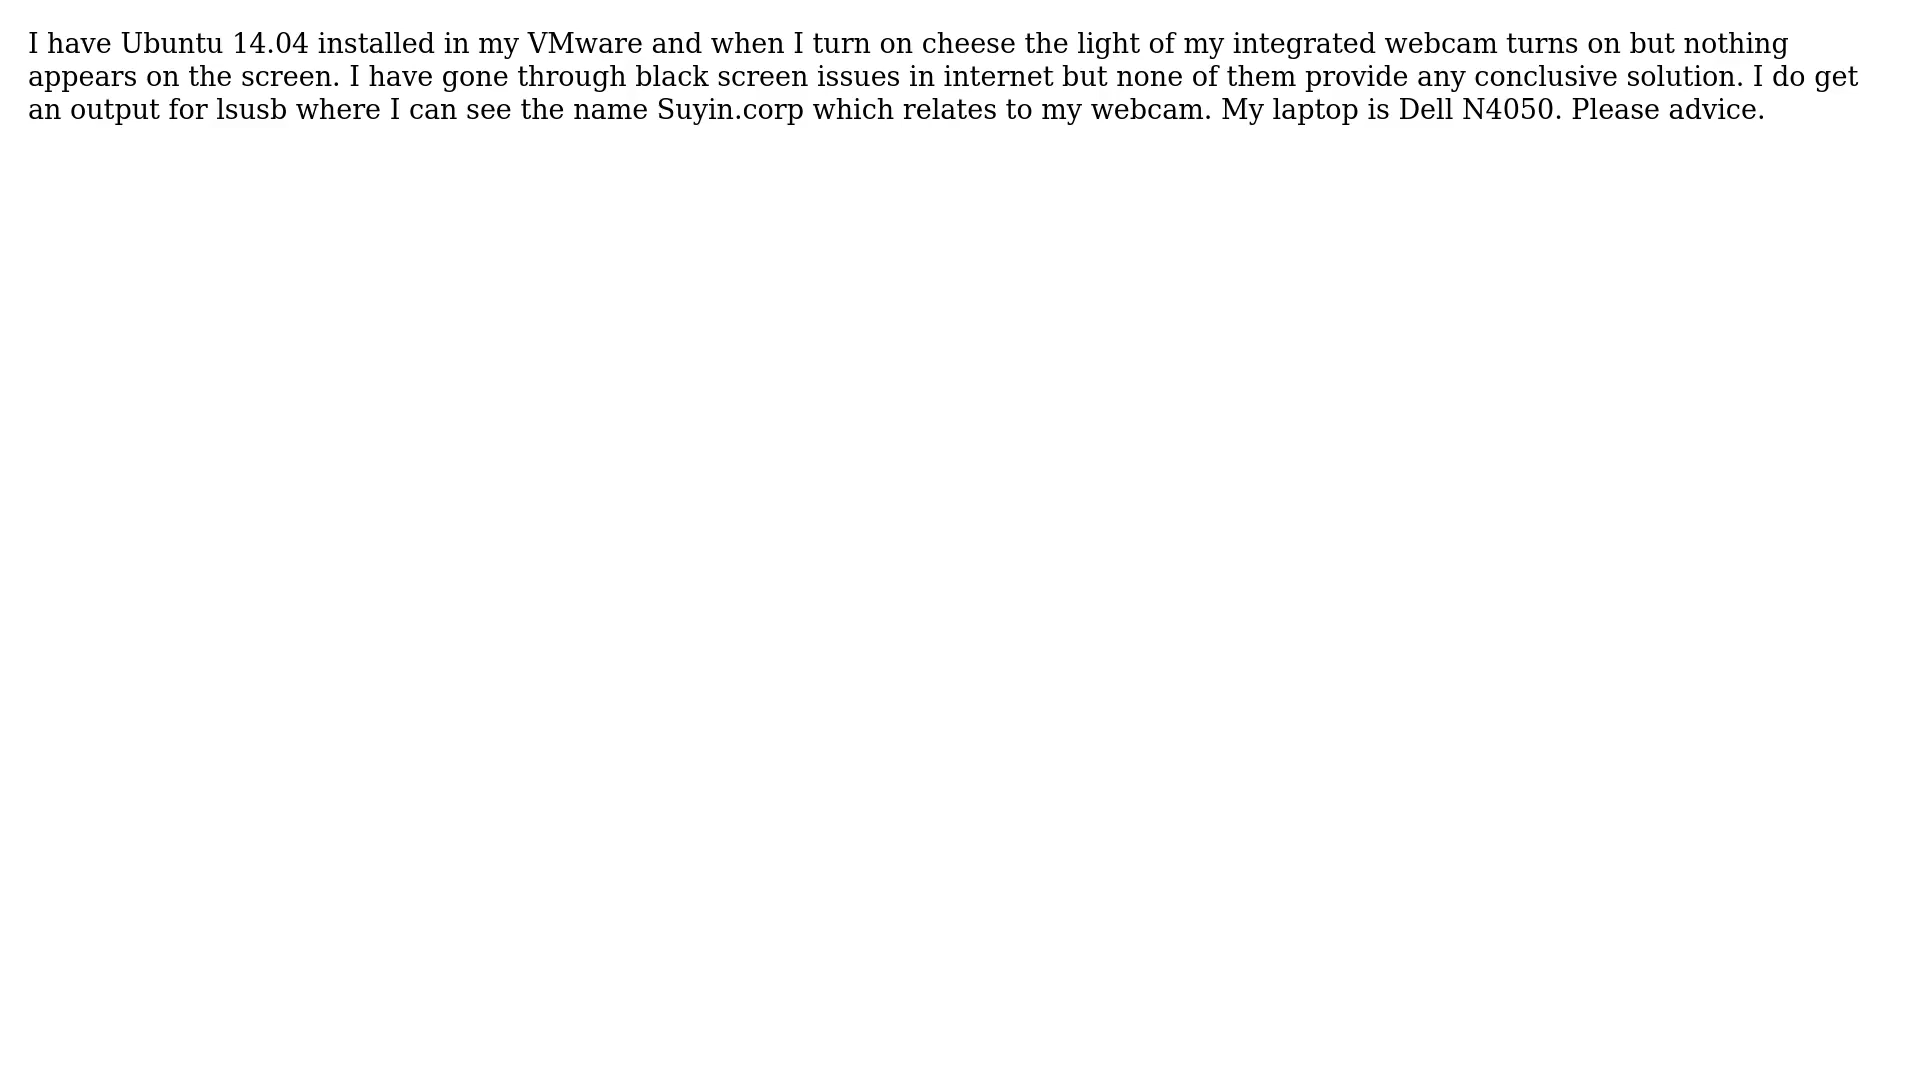 I have Ubuntu 14.04 installed in my VMware and when I turn on cheese the light of my integrated webcam turns on but nothing
appears on the screen. I have gone through black screen issues in internet but none of them provide any conclusive solution. I do get
an output for lsusb where I can see the name Suyin.corp which relates to my webcam. My laptop is Dell N4050. Please advice.